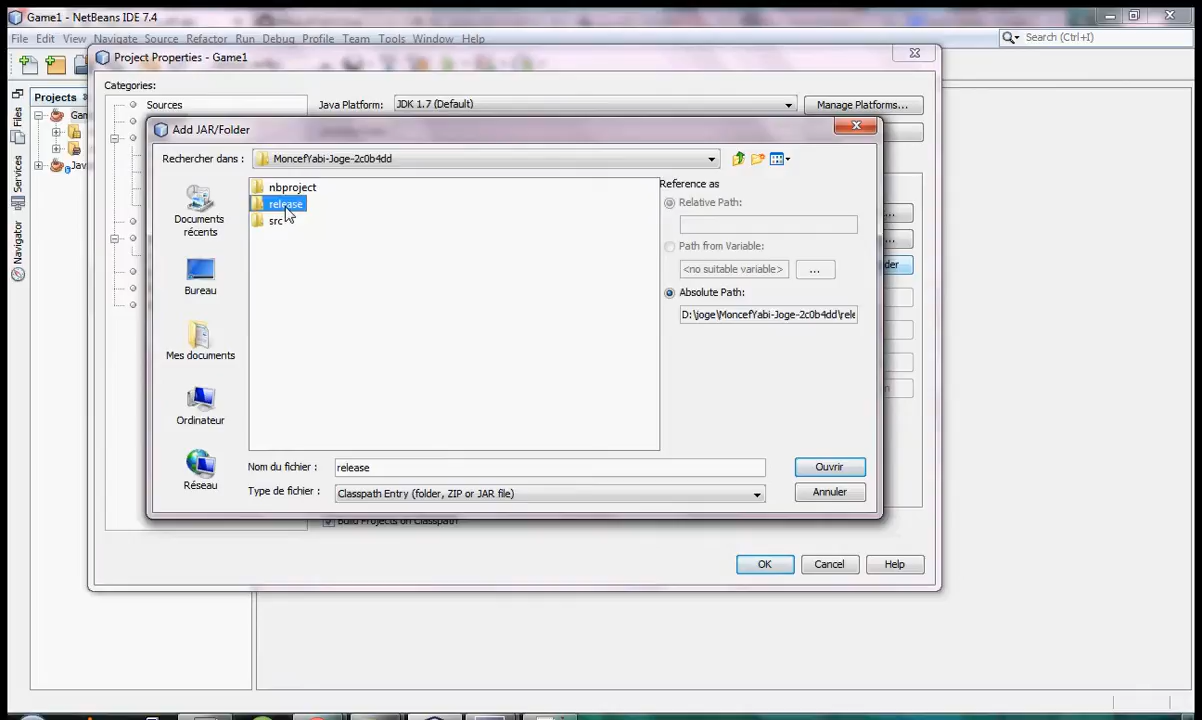 Game1 - NetBeans IDE 7.4
File Edit View Navigate Source Refactor Run Debug Profile Team Tools Window Help
Search (Ctrl+I)
Project Properties - Game1
Projects
Files
Services
Navigator
Categories:
Sources
Java Platform:
JDK 1.7 (Default)
Manage Platforms...
Add JAR/Folder
Rechercher dans :
MoncefYabi-Joge-2c0b4dd
nbproject
release
src
Documents récents
Bureau
Mes documents
Ordinateur
Réseau
Reference as
Relative Path:
Path from Variable:
<no suitable variable>
...
Absolute Path:
D:\joge\MoncefYabi-Joge-2c0b4dd\rele
Nom du fichier :
release
Ouvrir
Type de fichier :
Classpath Entry (folder, ZIP or JAR file)
Annuler
Build Projects on Classpath
OK
Cancel
Help